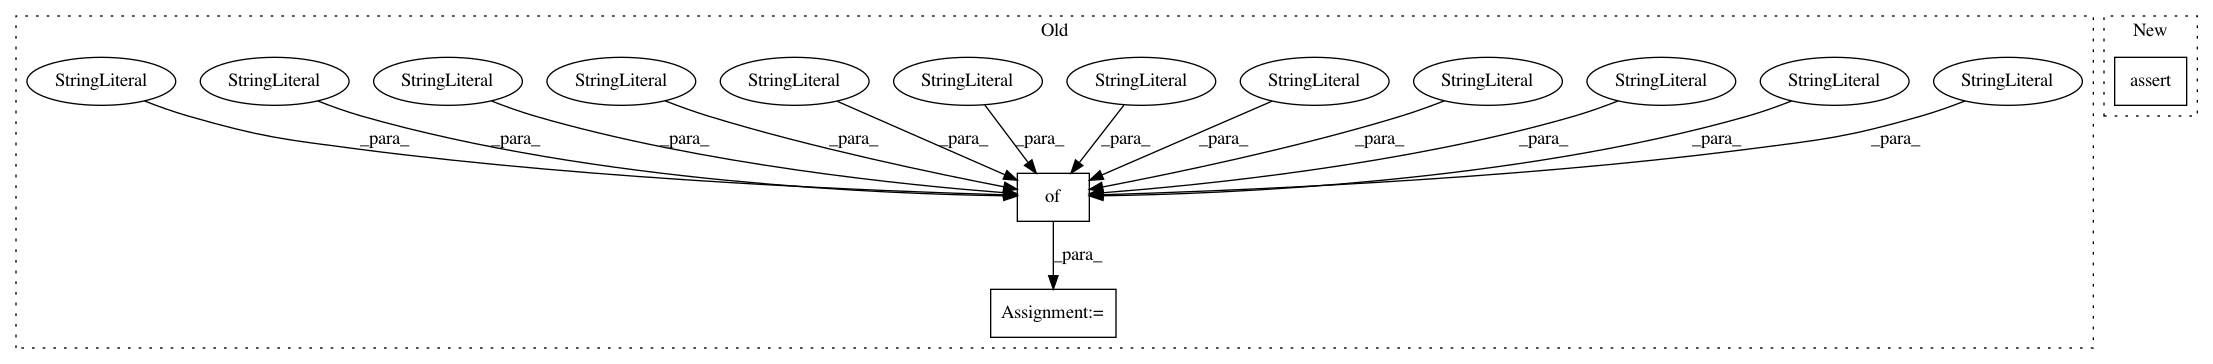 Old
New
StringLiteral StringLiteral StringLiteral StringLiteral StringLiteral StringLiteral StringLiteral StringLiteral StringLiteral StringLiteral StringLiteral StringLiteral
assert
_para_ _para_ _para_ _para_ _para_ _para_ _para_ _para_ _para_ _para_ _para_ _para_
of
_para_
Assignment:=